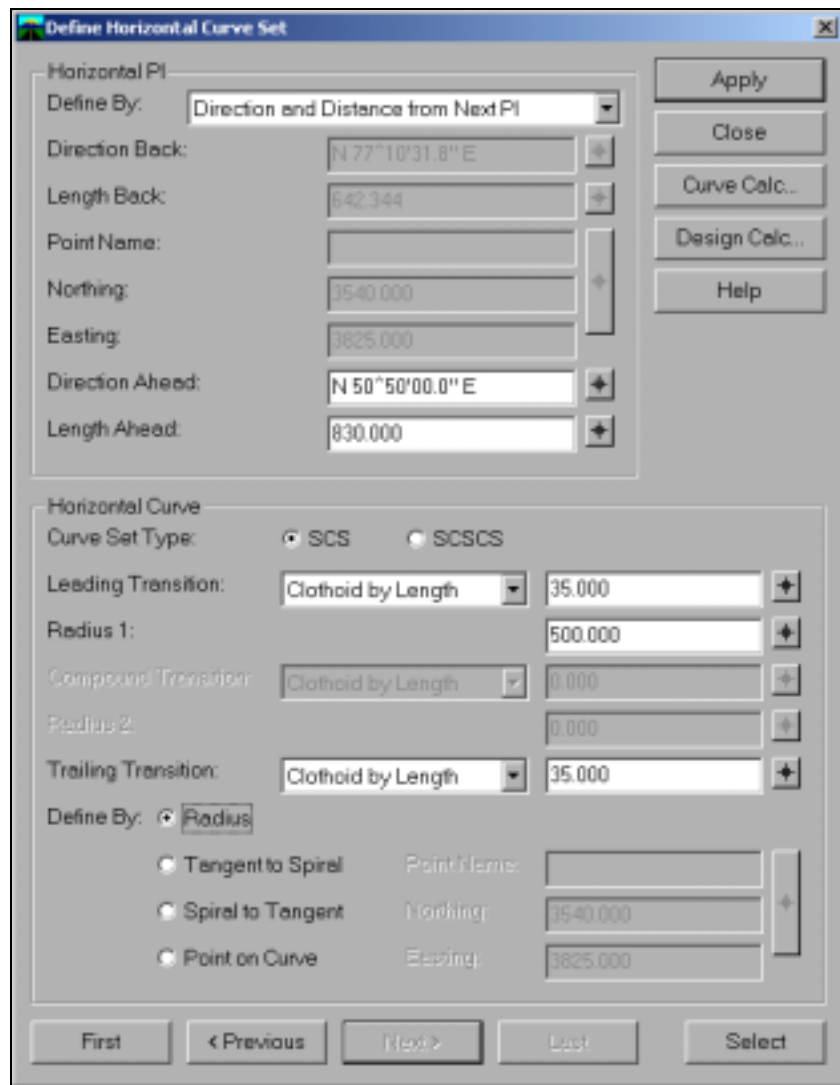 Define Horizontal Curve Set
Horizontal PI
Define By: Direction and Distance from Next PI
Direction Back: N 77^10'31.8" E
Length Back: 642.344
Point Name:
Northing: 3540.000
Easting: 3825.000
Direction Ahead: N 50^50'00.0" E
Length Ahead: 830.000
Apply
Close
Curve Calc...
Design Calc...
Help
Horizontal Curve
Curve Set Type: SCS SCSCS
Leading Transition: Clothoid by Length 35.000
Radius 1: 500.000
Compound Transition: Clothoid by Length 0.000
Radius 2: 0.000
Trailing Transition: Clothoid by Length 35.000
Define By: Radius
Tangent to Spiral Point Name:
Spiral to Tangent Northing: 3540.000
Point on Curve Easting: 3825.000
First < Previous Next > Last Select